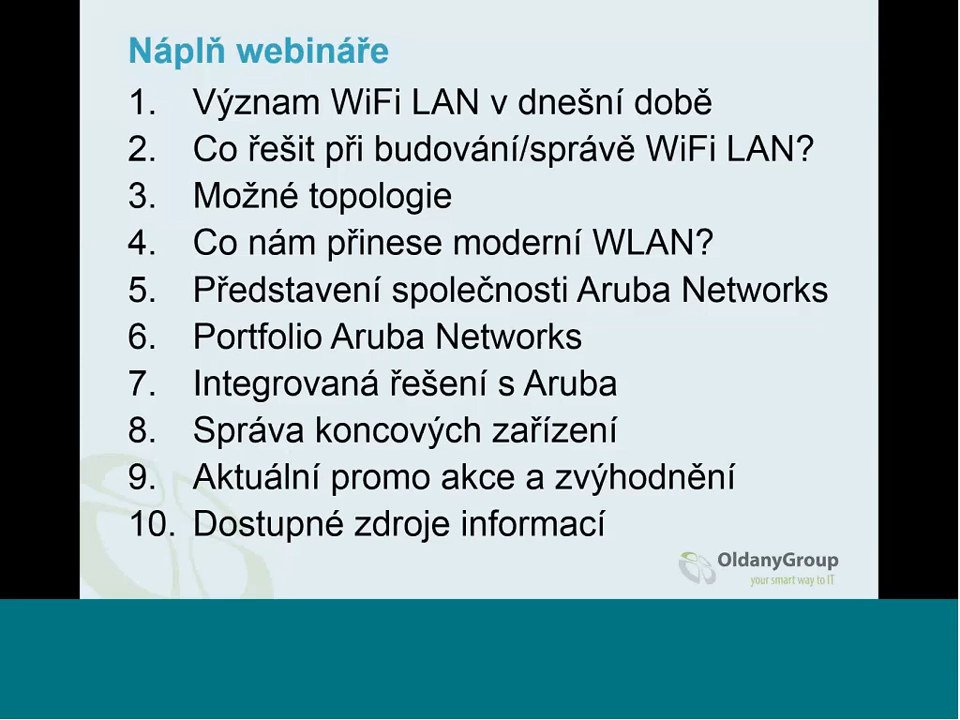 Náplň webináře
1. Význam WiFi LAN v dnešní době
2. Co řešit při budování/správě WiFi LAN?
3. Možné topologie
4. Co nám přinese moderní WLAN?
5. Představení společnosti Aruba Networks
6. Portfolio Aruba Networks
7. Integrovaná řešení s Aruba
8. Správa koncových zařízení
9. Aktuální promo akce a zvýhodnění
10. Dostupné zdroje informací
OldanyGroup
your smart way to IT